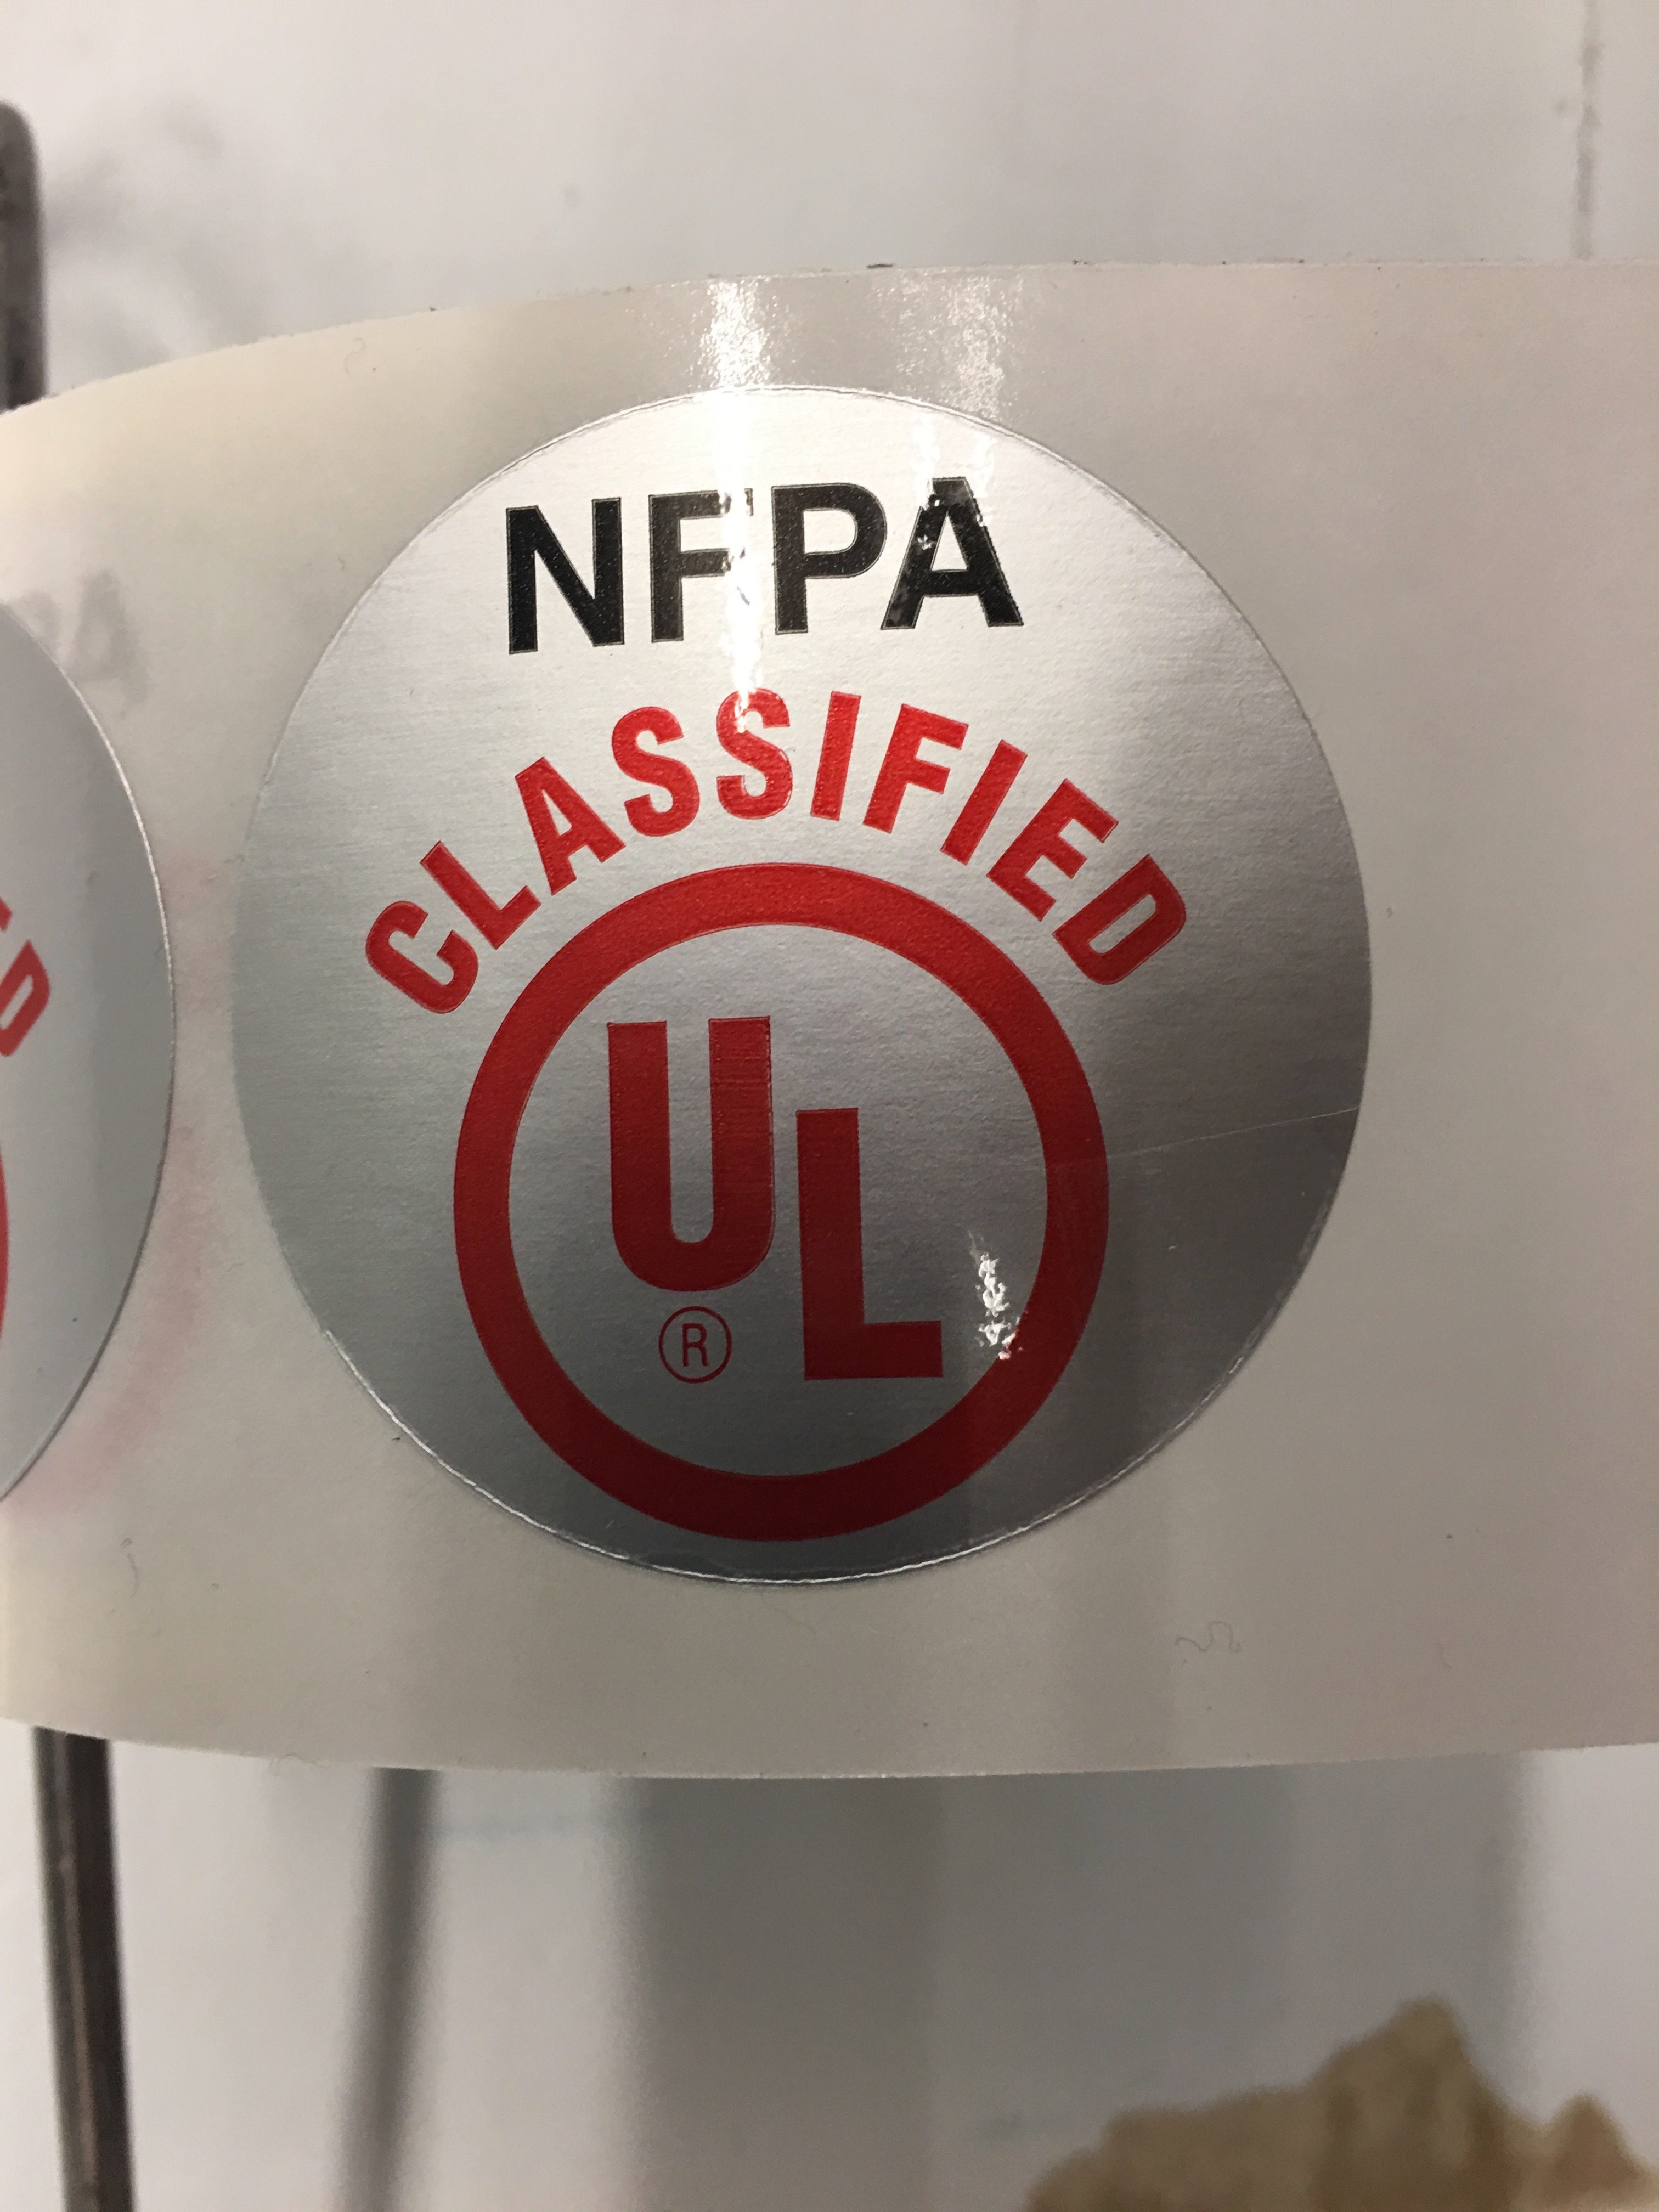 NFPA
CLASSIFIED
UL
®